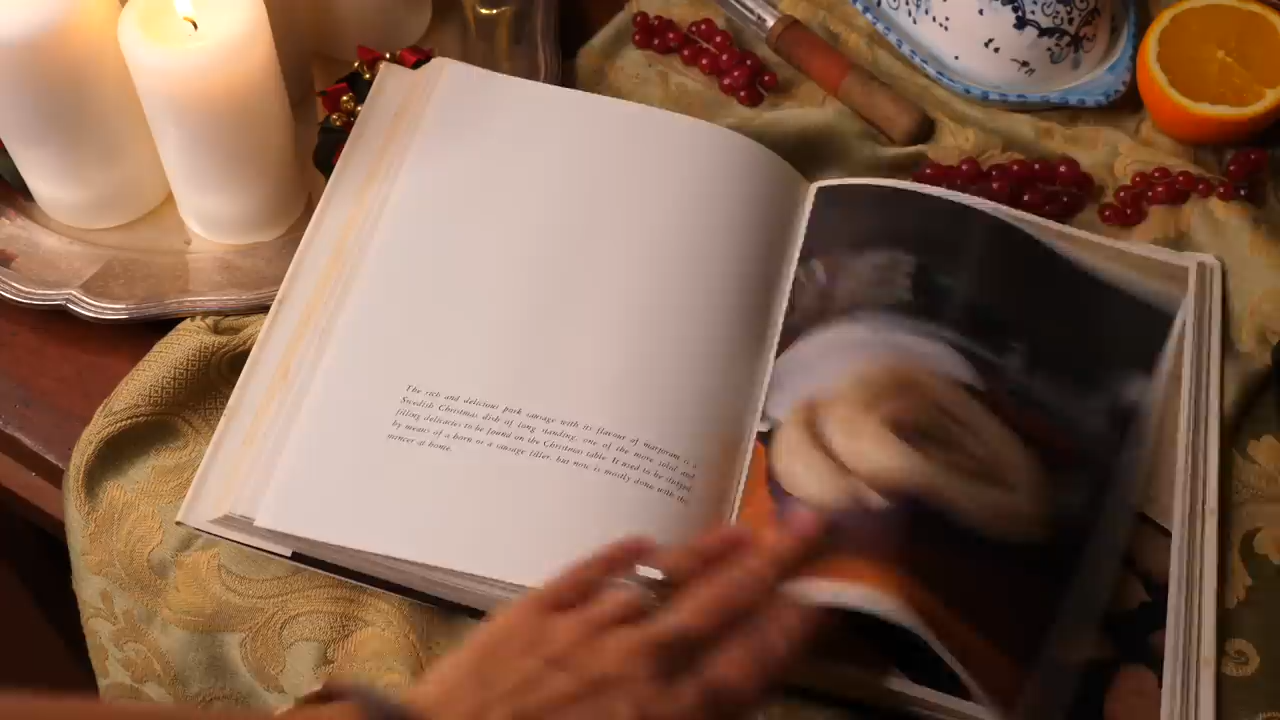 The rich and delicious pork sausage with its flavour of marjoram is a
Swedish Christmas dish of long standing, one of the more solid and
filling delicacies to be found on the Christmas table. It used to be stuffed
by means of a horn or a sausage filler, but now is mostly done with the
mincer at home.